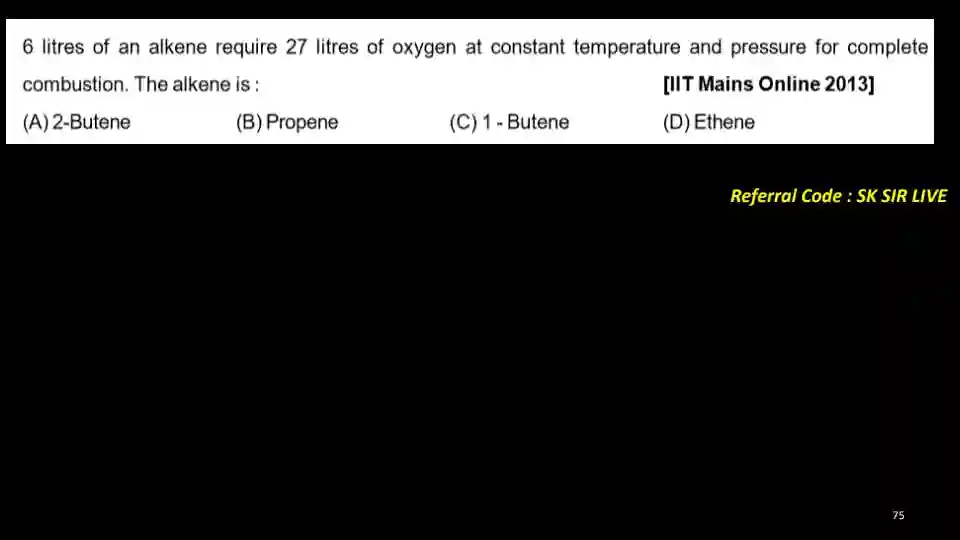 6 litres of an alkene require 27 litres of oxygen at constant temperature and pressure for complete
combustion. The alkene is : [IIT Mains Online 2013]
(A) 2-Butene (B) Propene (C) 1 - Butene (D) Ethene
Referral Code : SK SIR LIVE
75